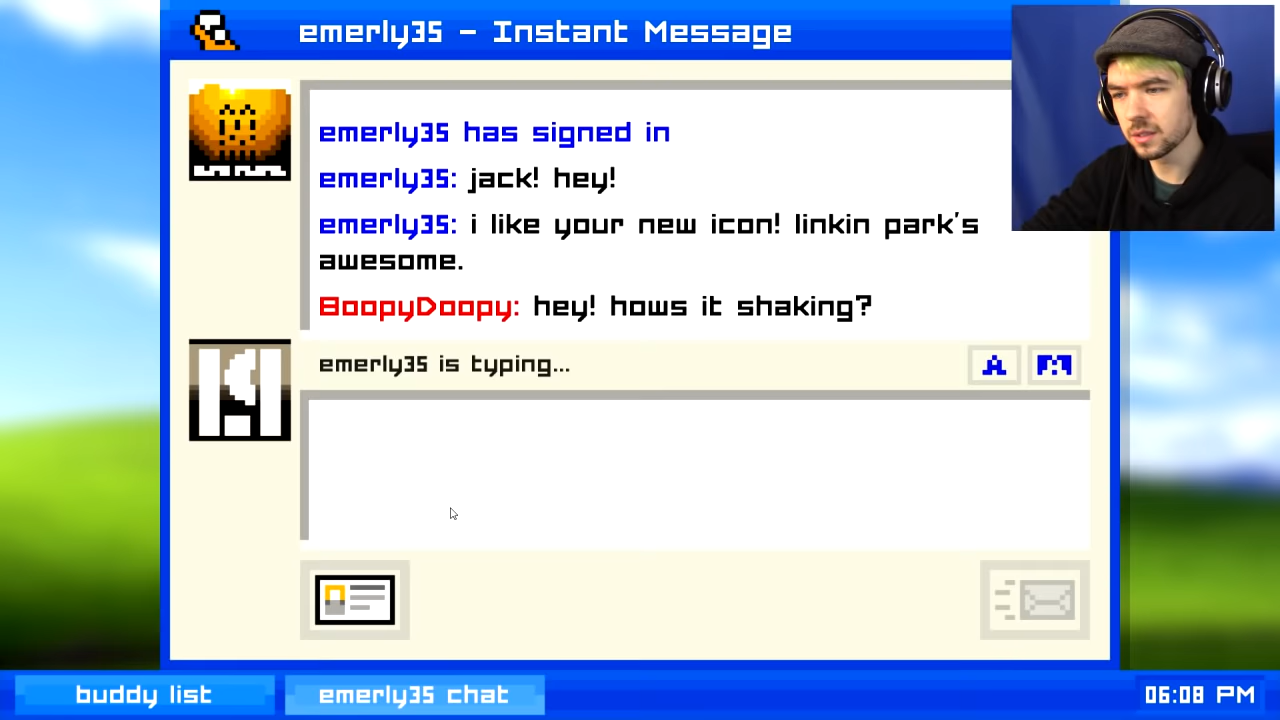 emerly35 - Instant Message
emerly35 has signed in
emerly35: jack! hey!
emerly35: i like your new icon! linkin park's
awesome.
BoopyDoopy: hey! hows it shaking?
emerly35 is typing...
A
buddy list
emerly35 chat
06:08 PM